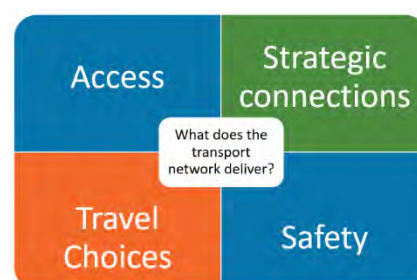 Access
Strategic
connections
What does the
transport
network deliver?
Travel
Choices
Safety